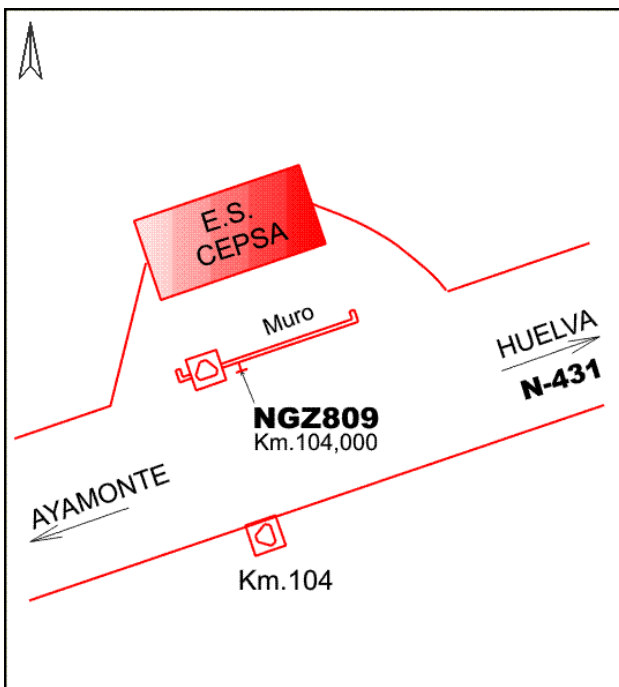 E.S.
CEPSA
Muro
HUELVA
N-431
NGZ809
Km.104,000
AYAMONTE
Km.104